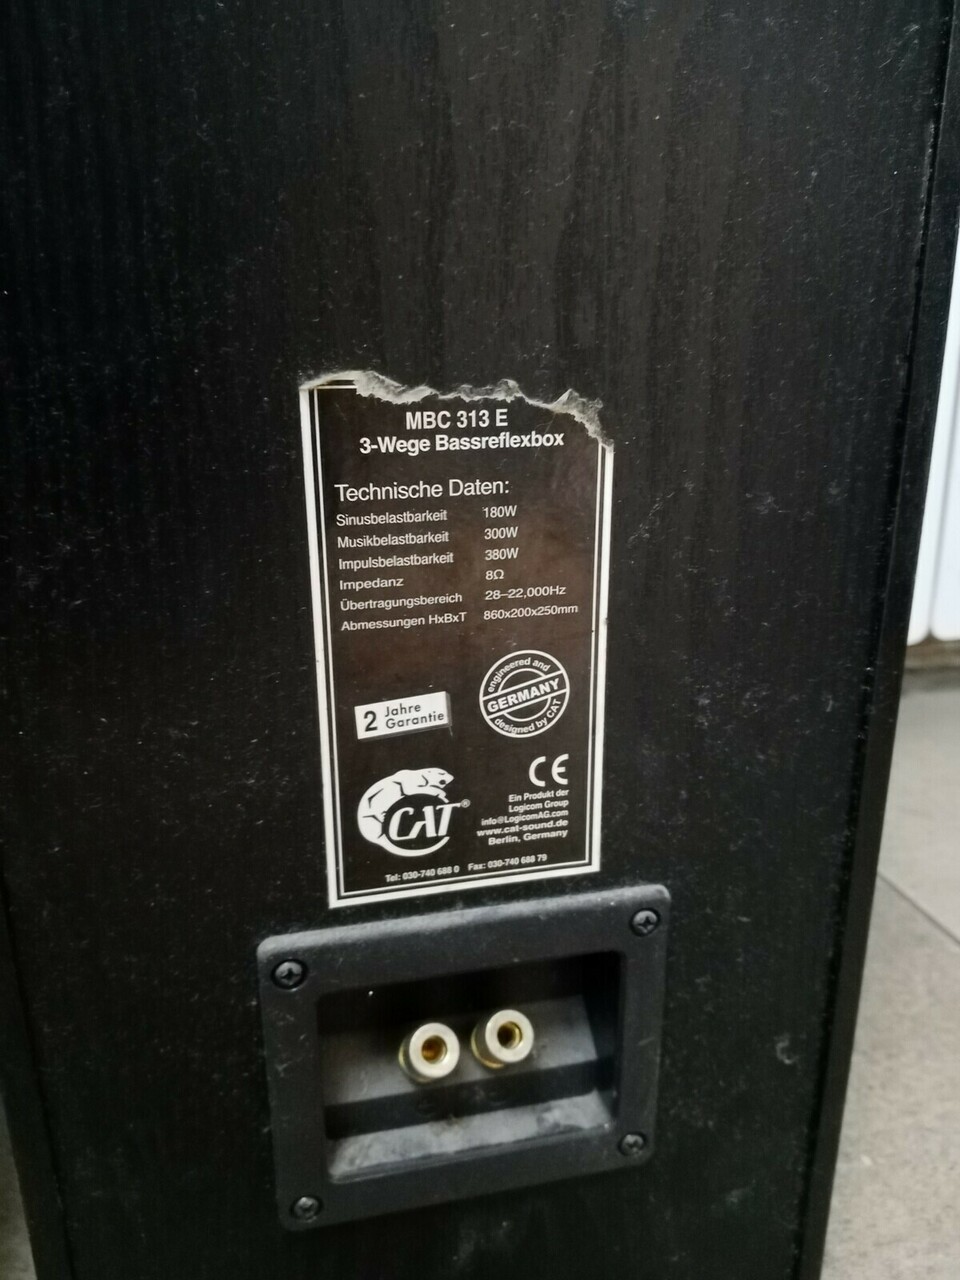 MBC 313 E
3-Wege Bassreflexbox
Technische Daten:
Sinusbelastbarkeit 180W
Musikbelastbarkeit 300W
Impulsbelastbarkeit 380W
Impedanz 8Ω
Übertragungsbereich 28–22,000Hz
Abmessungen HxBxT 860x200x250mm
engineered and
GERMANY
designed by CAT
2 Jahre
Garantie
CE
CAT®
Ein Produkt der
Logicom Group
info@LogicomAG.com
www.cat-sound.de
Berlin, Germany
Tel: 030-740 688 0 Fax: 030-740 688 79